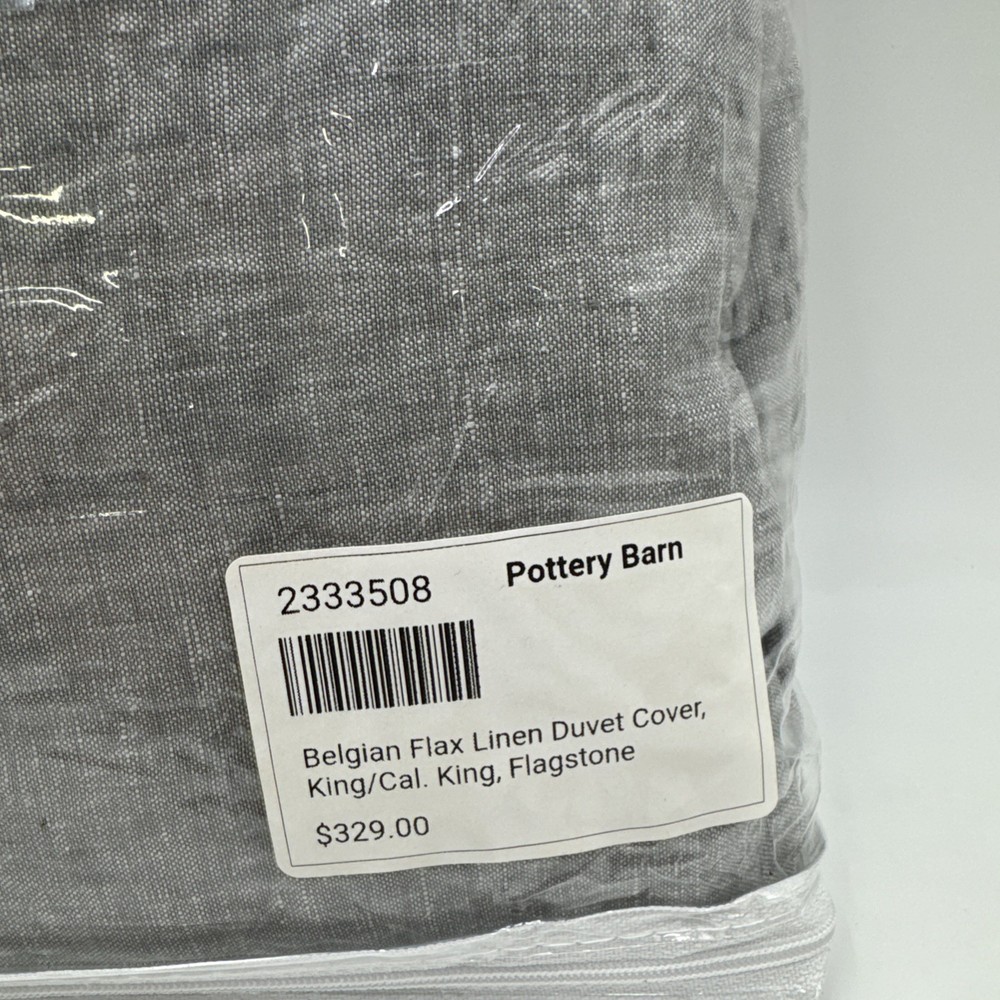 2333508
Pottery Barn
Belgian Flax Linen Duvet Cover,
King/Cal. King, Flagstone
$329.00